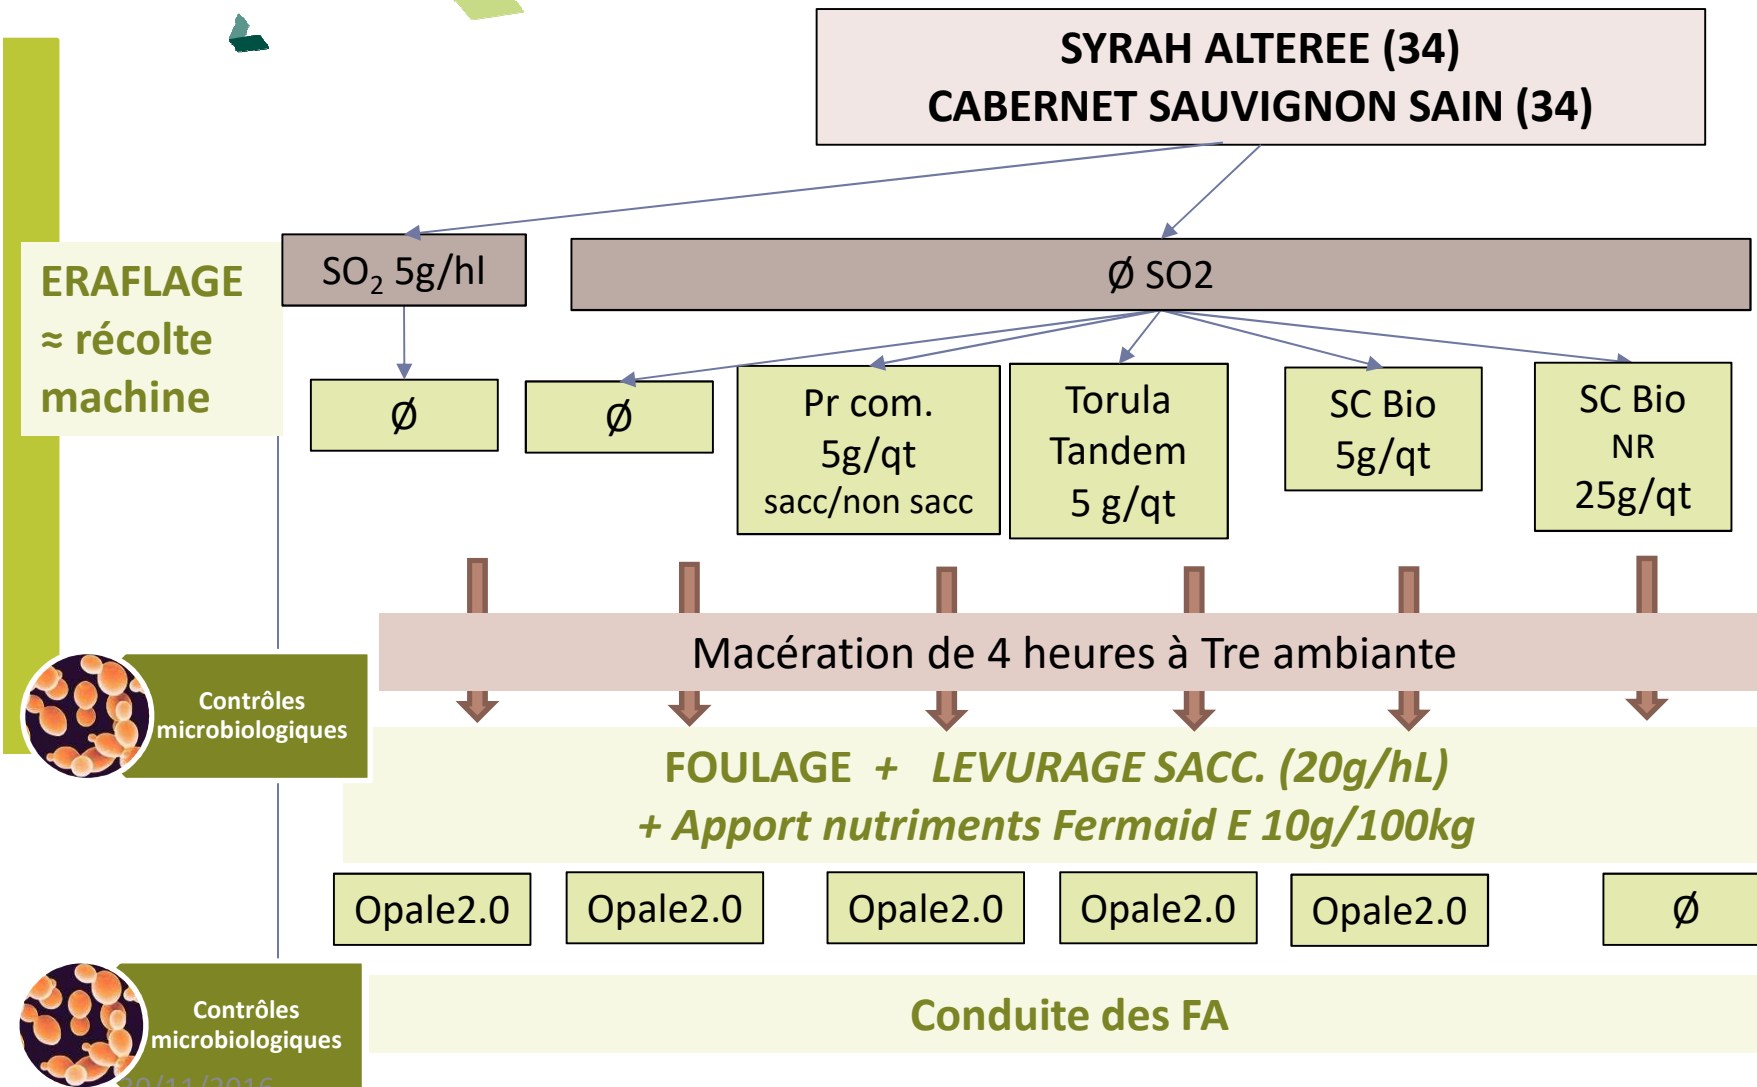 SYRAH ALTEREE (34)
CABERNET SAUVIGNON SAIN (34)
ERAFLAGE
≈ récolte
machine
SO₂ 5g/hl
Ø SO2
Ø
Ø
Pr com.
5g/qt
sacc/non sacc
Torula
Tandem
5 g/qt
SC Bio
5g/qt
SC Bio
NR
25g/qt
Macération de 4 heures à Tre ambiante
Contrôles
microbiologiques
FOULAGE + LEVURAGE SACC. (20g/hL)
+ Apport nutriments Fermaid E 10g/100kg
Opale2.0
Opale2.0
Opale2.0
Opale2.0
Opale2.0
Ø
Contrôles
microbiologiques
Conduite des FA
30/11/2016